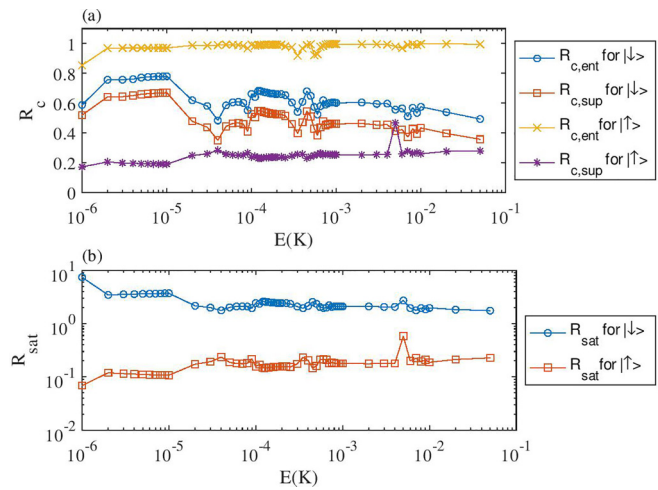 (a)
1
0.8
0.6
0.4
0.2
0
R_c
10^-6 10^-5 10^-4 10^-3 10^-2 10^-1
E(K)
R_c,ent for |↓>
R_c,sup for |↓>
R_c,ent for |↑>
R_c,sup for |↑>
(b)
10^1
10^0
10^-1
10^-2
R_sat
10^-6 10^-5 10^-4 10^-3 10^-2 10^-1
E(K)
R_sat for |↓>
R_sat for |↑>